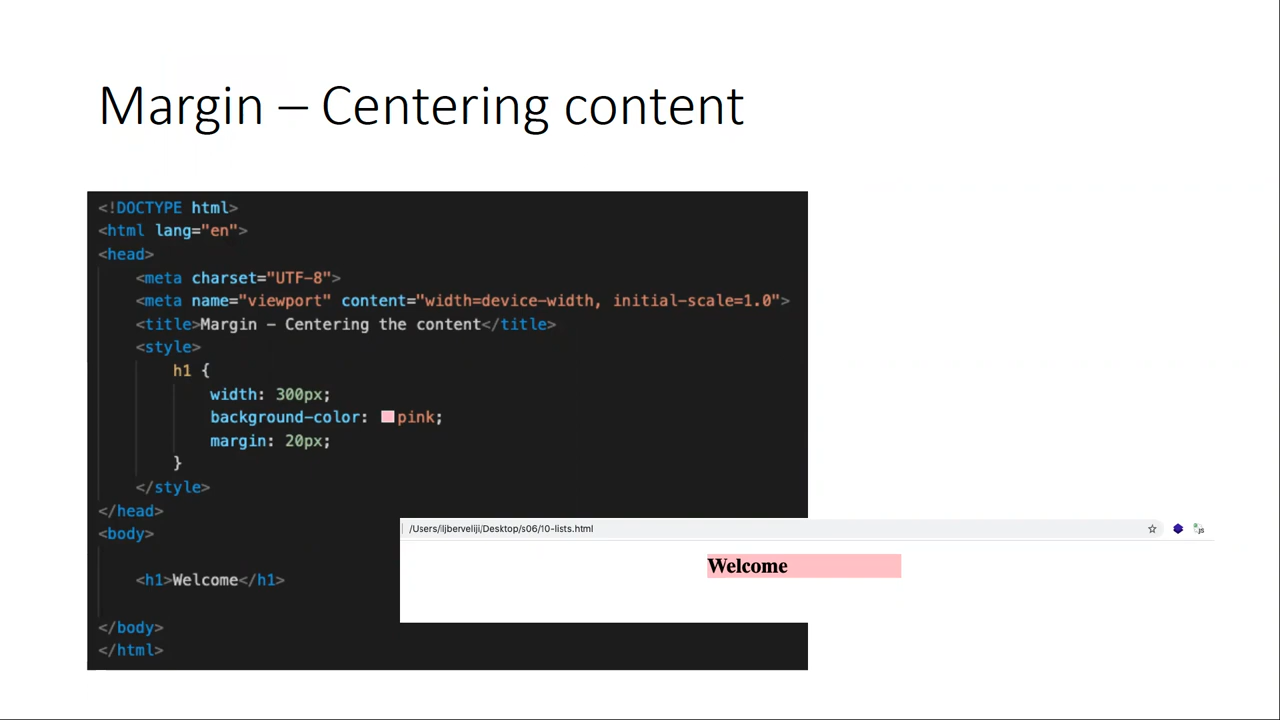 Margin – Centering content
<!DOCTYPE html>
<html lang="en">
<head>
<meta charset="UTF-8">
<meta name="viewport" content="width=device-width, initial-scale=1.0">
<title>Margin - Centering the content</title>
<style>
h1 {
width: 300px;
background-color: pink;
margin: 20px;
}
</style>
</head>
<body>
<h1>Welcome</h1>
</body>
</html>
/Users/iljberveliji/Desktop/s06/10-lists.html
js
Welcome